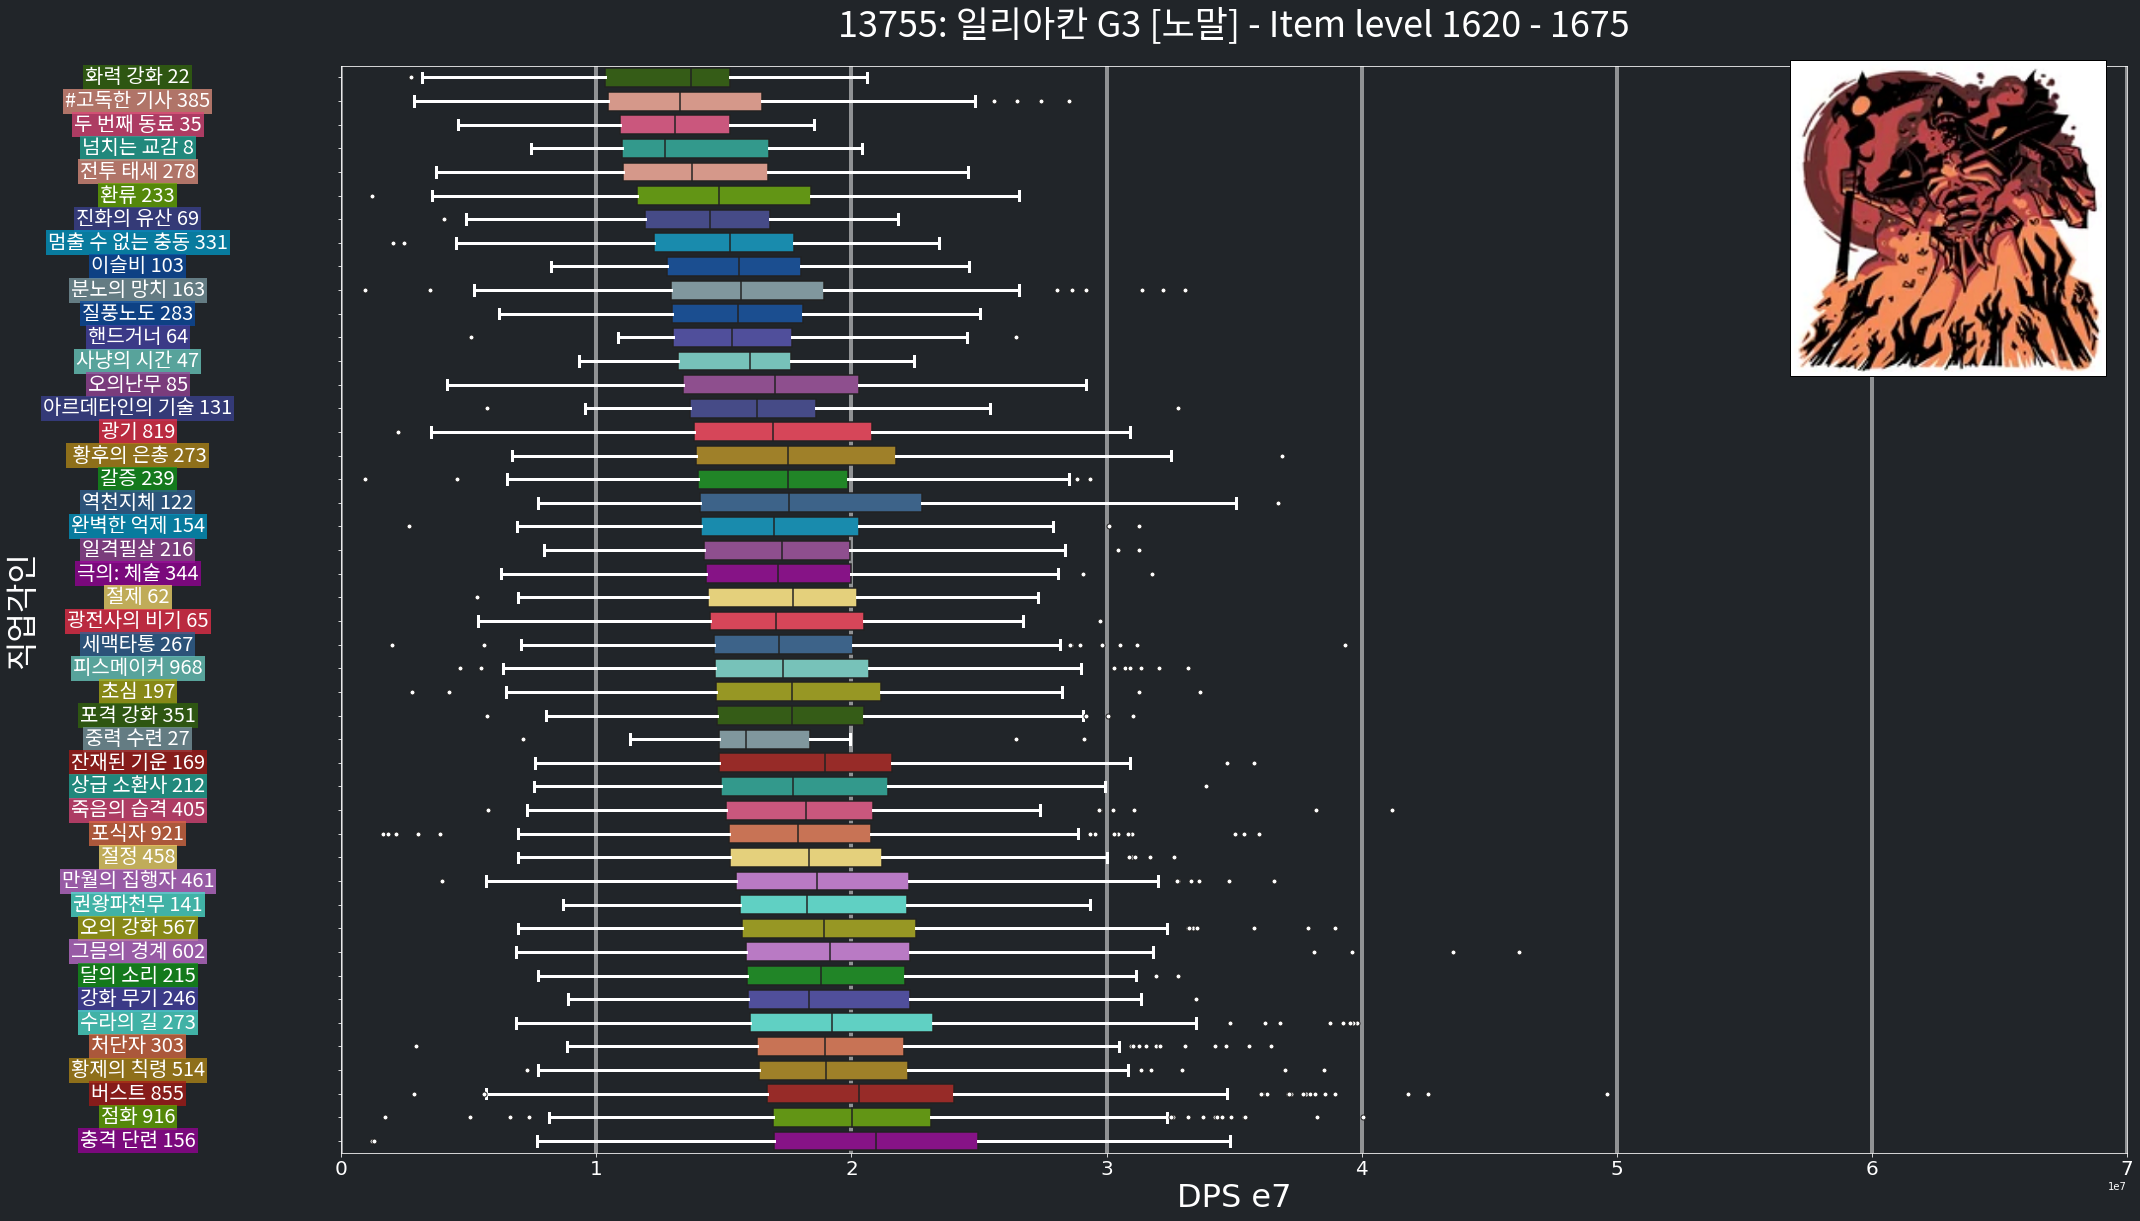 13755: 일리아칸 G3 [노말] - Item level 1620 - 1675
직업각인
화력 강화 22
#고독한 기사 385
두 번째 동료 35
넘치는 교감 8
전투 태세 278
환류 233
진화의 유산 69
멈출 수 없는 충동 331
이슬비 103
분노의 망치 163
질풍노도 283
핸드거너 64
사냥의 시간 47
오의난무 85
아르데타인의 기술 131
광기 819
황후의 은총 273
갈증 239
역천지체 122
완벽한 억제 154
일격필살 216
극의: 체술 344
절제 62
광전사의 비기 65
세맥타통 267
피스메이커 968
초심 197
포격 강화 351
중력 수련 27
잔재된 기운 169
상급 소환사 212
죽음의 습격 405
포식자 921
절정 458
만월의 집행자 461
권왕파천무 141
오의 강화 567
그믐의 경계 602
달의 소리 215
강화 무기 246
수라의 길 273
처단자 303
황제의 칙령 514
버스트 855
점화 916
충격 단련 156
0 1 2 3 4 5 6 7
1e7
DPS e7